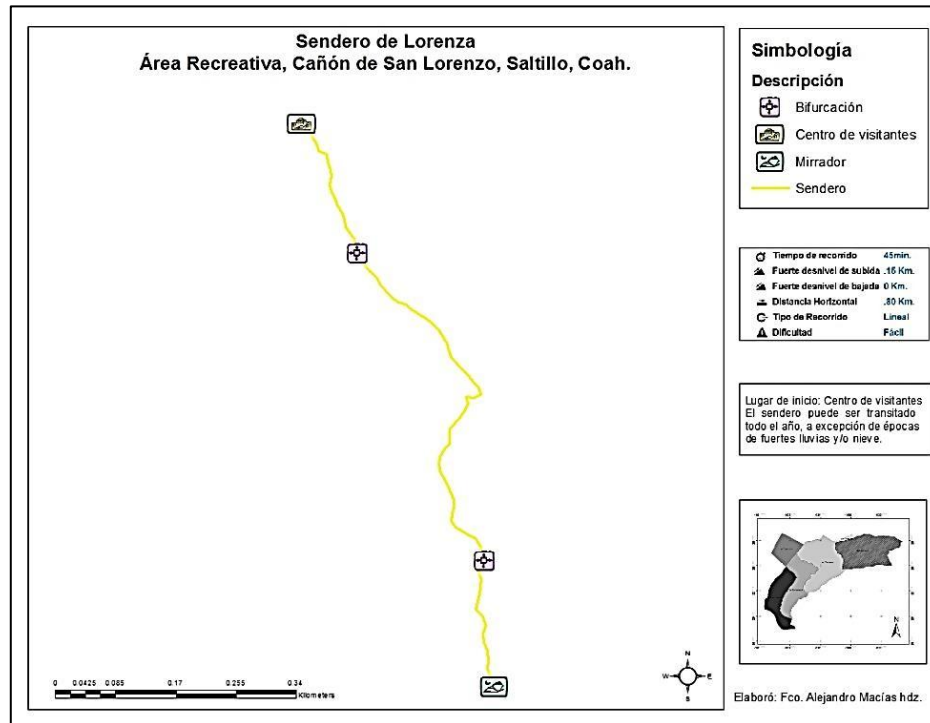 Sendero de Lorenza
Área Recreativa, Cañón de San Lorenzo, Saltillo, Coah.
Simbología
Descripción
Bifurcación
Centro de visitantes
Mirrador
Sendero
Tiempo de recorrido 45min.
Fuerte desnivel de subida .16 Km.
Fuerte desnivel de bajada 0 Km.
Distancia Horizontal .80 Km.
Tipo de Recorrido Lineal
Dificultad Fácil
Lugar de inicio: Centro de visitantes
El sendero puede ser transitado
todo el año, a excepción de épocas
de fuertes lluvias y/o nieve.
N
N
W E
S
0 0.0425 0.085 0.17 0.255 0.34
Kilometers
Elaboró: Fco. Alejandro Macías hdz.